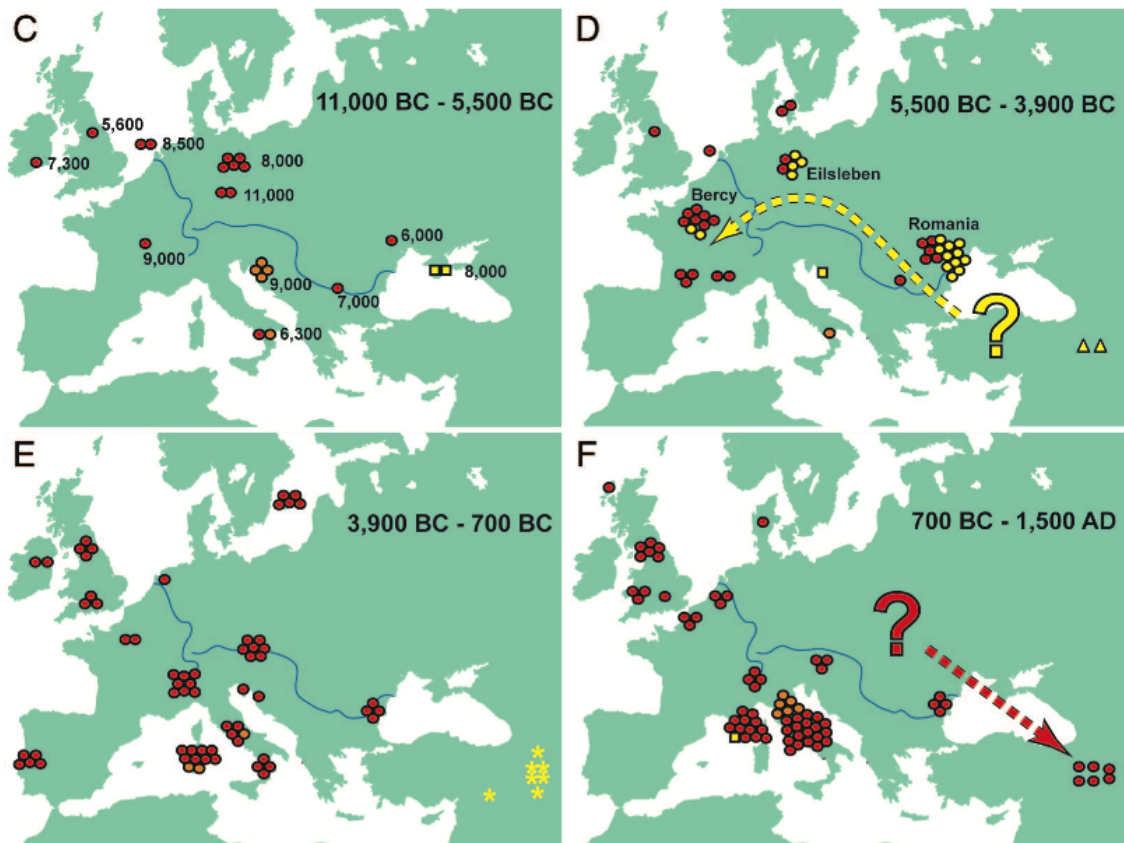 C
11,000 BC - 5,500 BC
5,600
8,500
7,300
8,000
11,000
9,000
6,000
8,000
9,000
7,000
6,300
D
5,500 BC - 3,900 BC
Eilsleben
Bercy
Romania
?
E
3,900 BC - 700 BC
*
*
*
*
*
*
*
*
F
700 BC - 1,500 AD
?